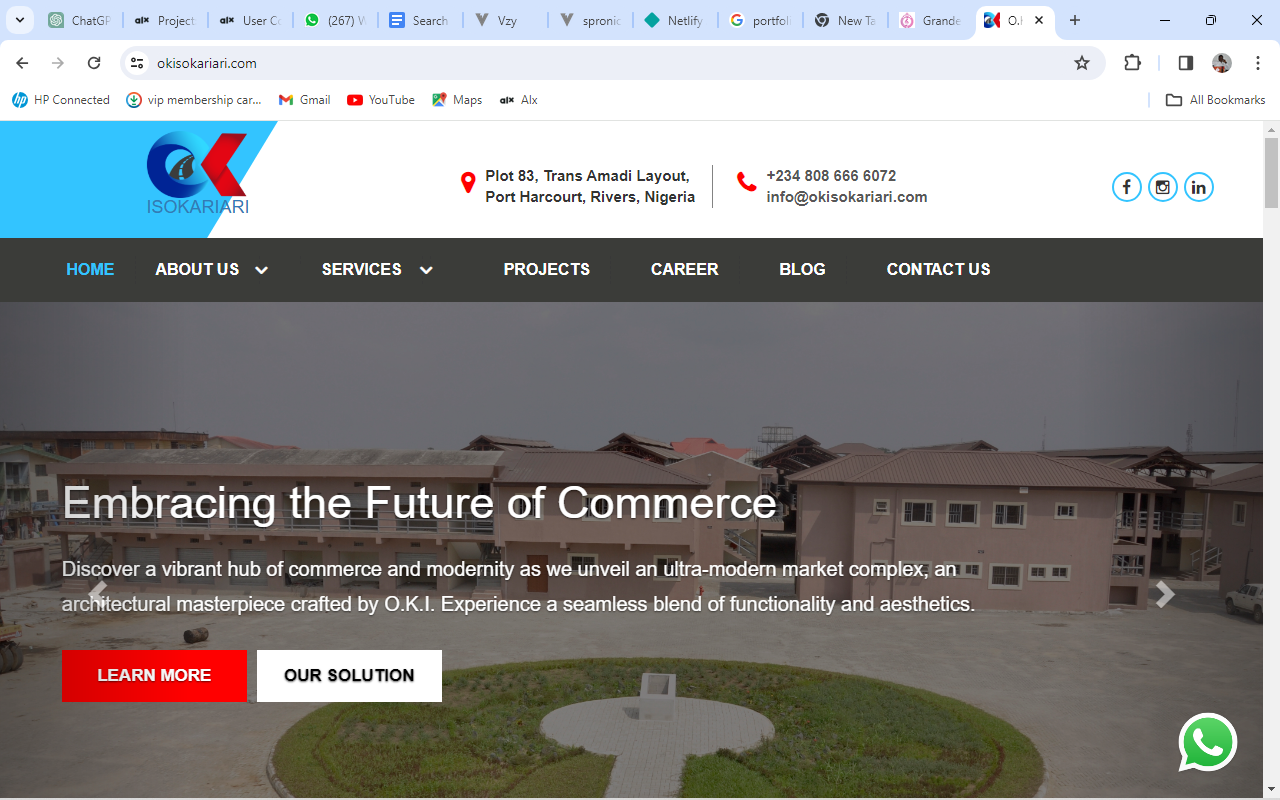 ChatGP
Project
User Co
(267) W
Search
Vzy
spronic
Netlify
portfoli
New Ta
Grande
O.K
okisokariari.com
HP Connected
vip membership car...
Gmail
YouTube
Maps
alx
Alx
All Bookmarks
ISOKARIARI
Plot 83, Trans Amadi Layout,
Port Harcourt, Rivers, Nigeria
+234 808 666 6072
info@okisokariari.com
HOME
ABOUT US
SERVICES
PROJECTS
CAREER
BLOG
CONTACT US
Embracing the Future of Commerce
Discover a vibrant hub of commerce and modernity as we unveil an ultra-modern market complex, an
architectural masterpiece crafted by O.K.I. Experience a seamless blend of functionality and aesthetics.
LEARN MORE
OUR SOLUTION